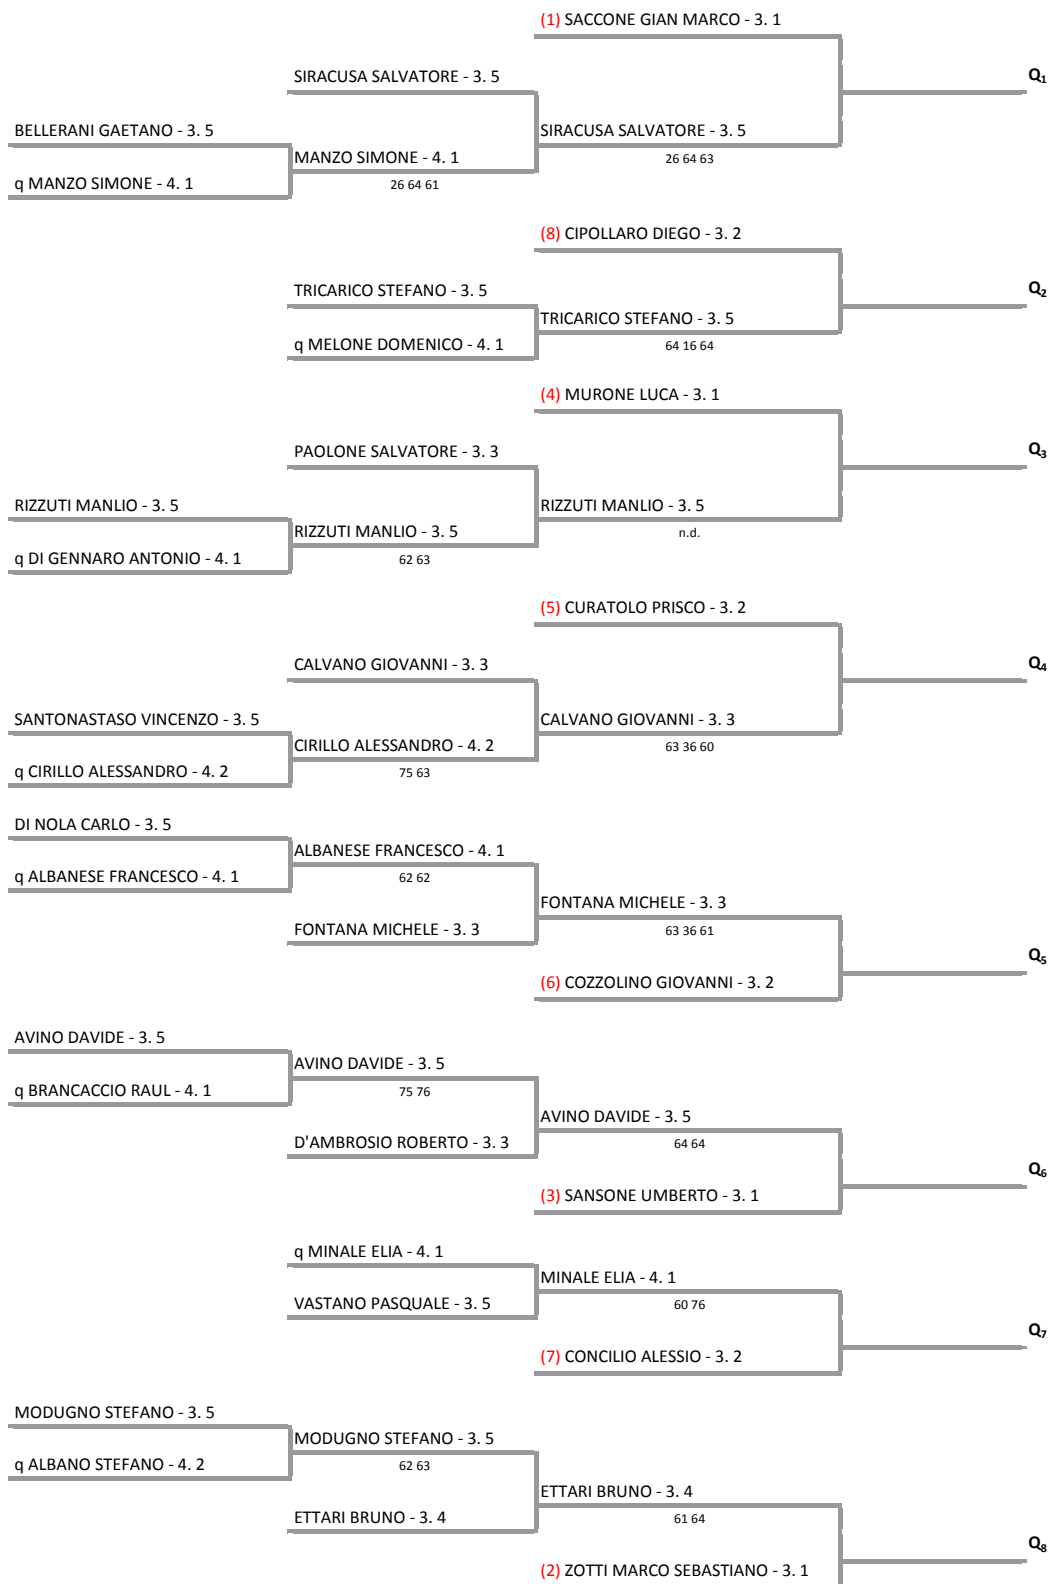 (1) SACCONE GIAN MARCO - 3. 1
SIRACUSA SALVATORE - 3. 5
Q1
BELLERANI GAETANO - 3. 5
SIRACUSA SALVATORE - 3. 5
MANZO SIMONE - 4. 1
26 64 63
q MANZO SIMONE - 4. 1
26 64 61
(8) CIPOLLARO DIEGO - 3. 2
TRICARICO STEFANO - 3. 5
Q2
TRICARICO STEFANO - 3. 5
q MELONE DOMENICO - 4. 1
64 16 64
(4) MURONE LUCA - 3. 1
PAOLONE SALVATORE - 3. 3
Q3
RIZZUTI MANLIO - 3. 5
RIZZUTI MANLIO - 3. 5
RIZZUTI MANLIO - 3. 5
n.d.
q DI GENNARO ANTONIO - 4. 1
62 63
(5) CURATOLO PRISCO - 3. 2
CALVANO GIOVANNI - 3. 3
Q4
SANTONASTASO VINCENZO - 3. 5
CALVANO GIOVANNI - 3. 3
CIRILLO ALESSANDRO - 4. 2
63 36 60
q CIRILLO ALESSANDRO - 4. 2
75 63
DI NOLA CARLO - 3. 5
ALBANESE FRANCESCO - 4. 1
q ALBANESE FRANCESCO - 4. 1
62 62
FONTANA MICHELE - 3. 3
FONTANA MICHELE - 3. 3
63 36 61
Q5
(6) COZZOLINO GIOVANNI - 3. 2
AVINO DAVIDE - 3. 5
AVINO DAVIDE - 3. 5
q BRANCACCIO RAUL - 4. 1
75 76
AVINO DAVIDE - 3. 5
D'AMBROSIO ROBERTO - 3. 3
64 64
Q6
(3) SANSONE UMBERTO - 3. 1
q MINALE ELIA - 4. 1
MINALE ELIA - 4. 1
VASTANO PASQUALE - 3. 5
60 76
Q7
(7) CONCILIO ALESSIO - 3. 2
MODUGNO STEFANO - 3. 5
MODUGNO STEFANO - 3. 5
q ALBANO STEFANO - 4. 2
62 63
ETTARI BRUNO - 3. 4
ETTARI BRUNO - 3. 4
61 64
Q8
(2) ZOTTI MARCO SEBASTIANO - 3. 1